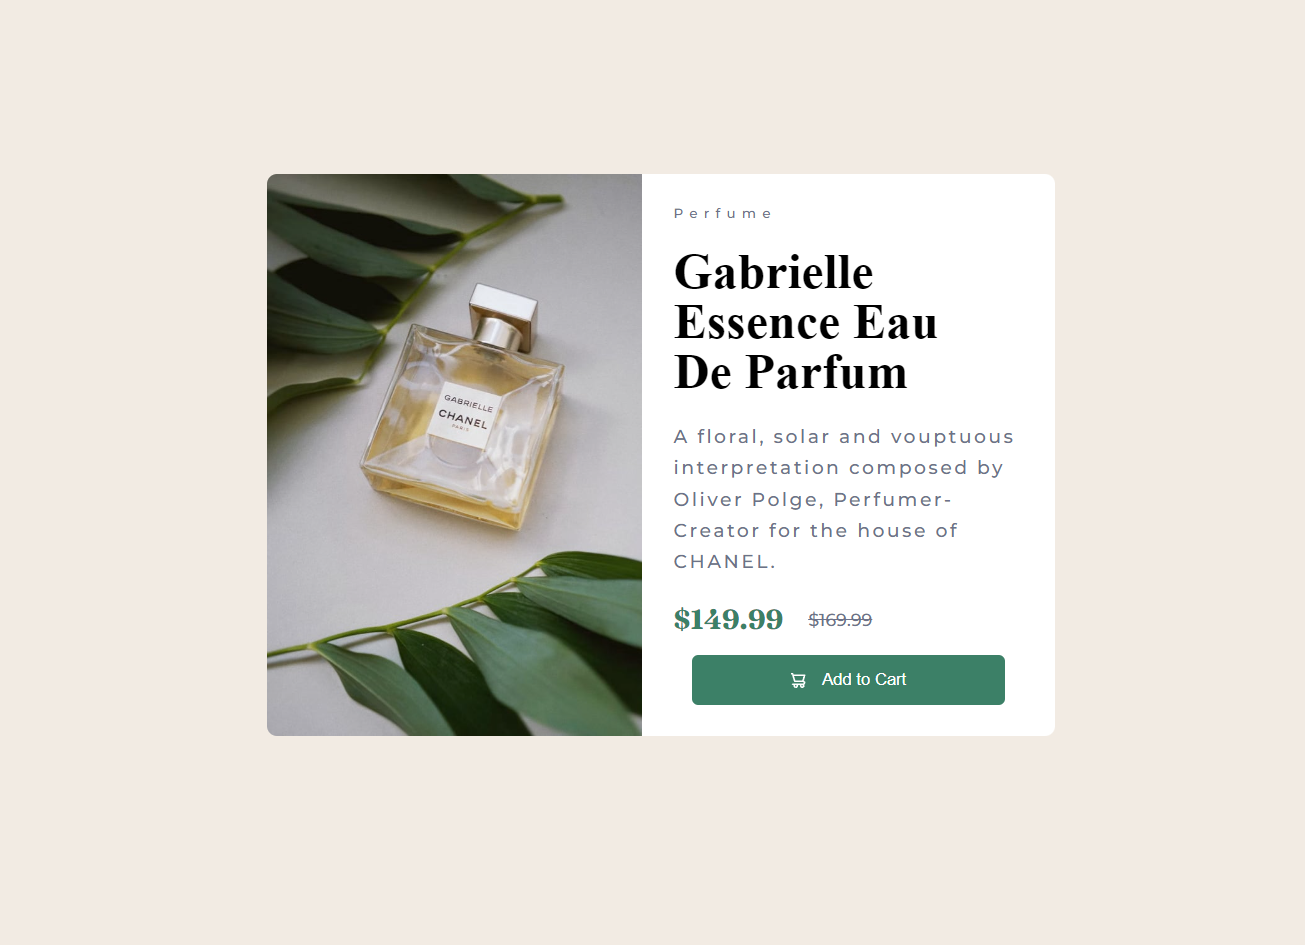 GABRIELLE
CHANEL
PARIS
Perfume
Gabrielle
Essence Eau
De Parfum
A floral, solar and vouptuous
interpretation composed by
Oliver Polge, Perfumer-
Creator for the house of
CHANEL.
$149.99 $169.99
Add to Cart